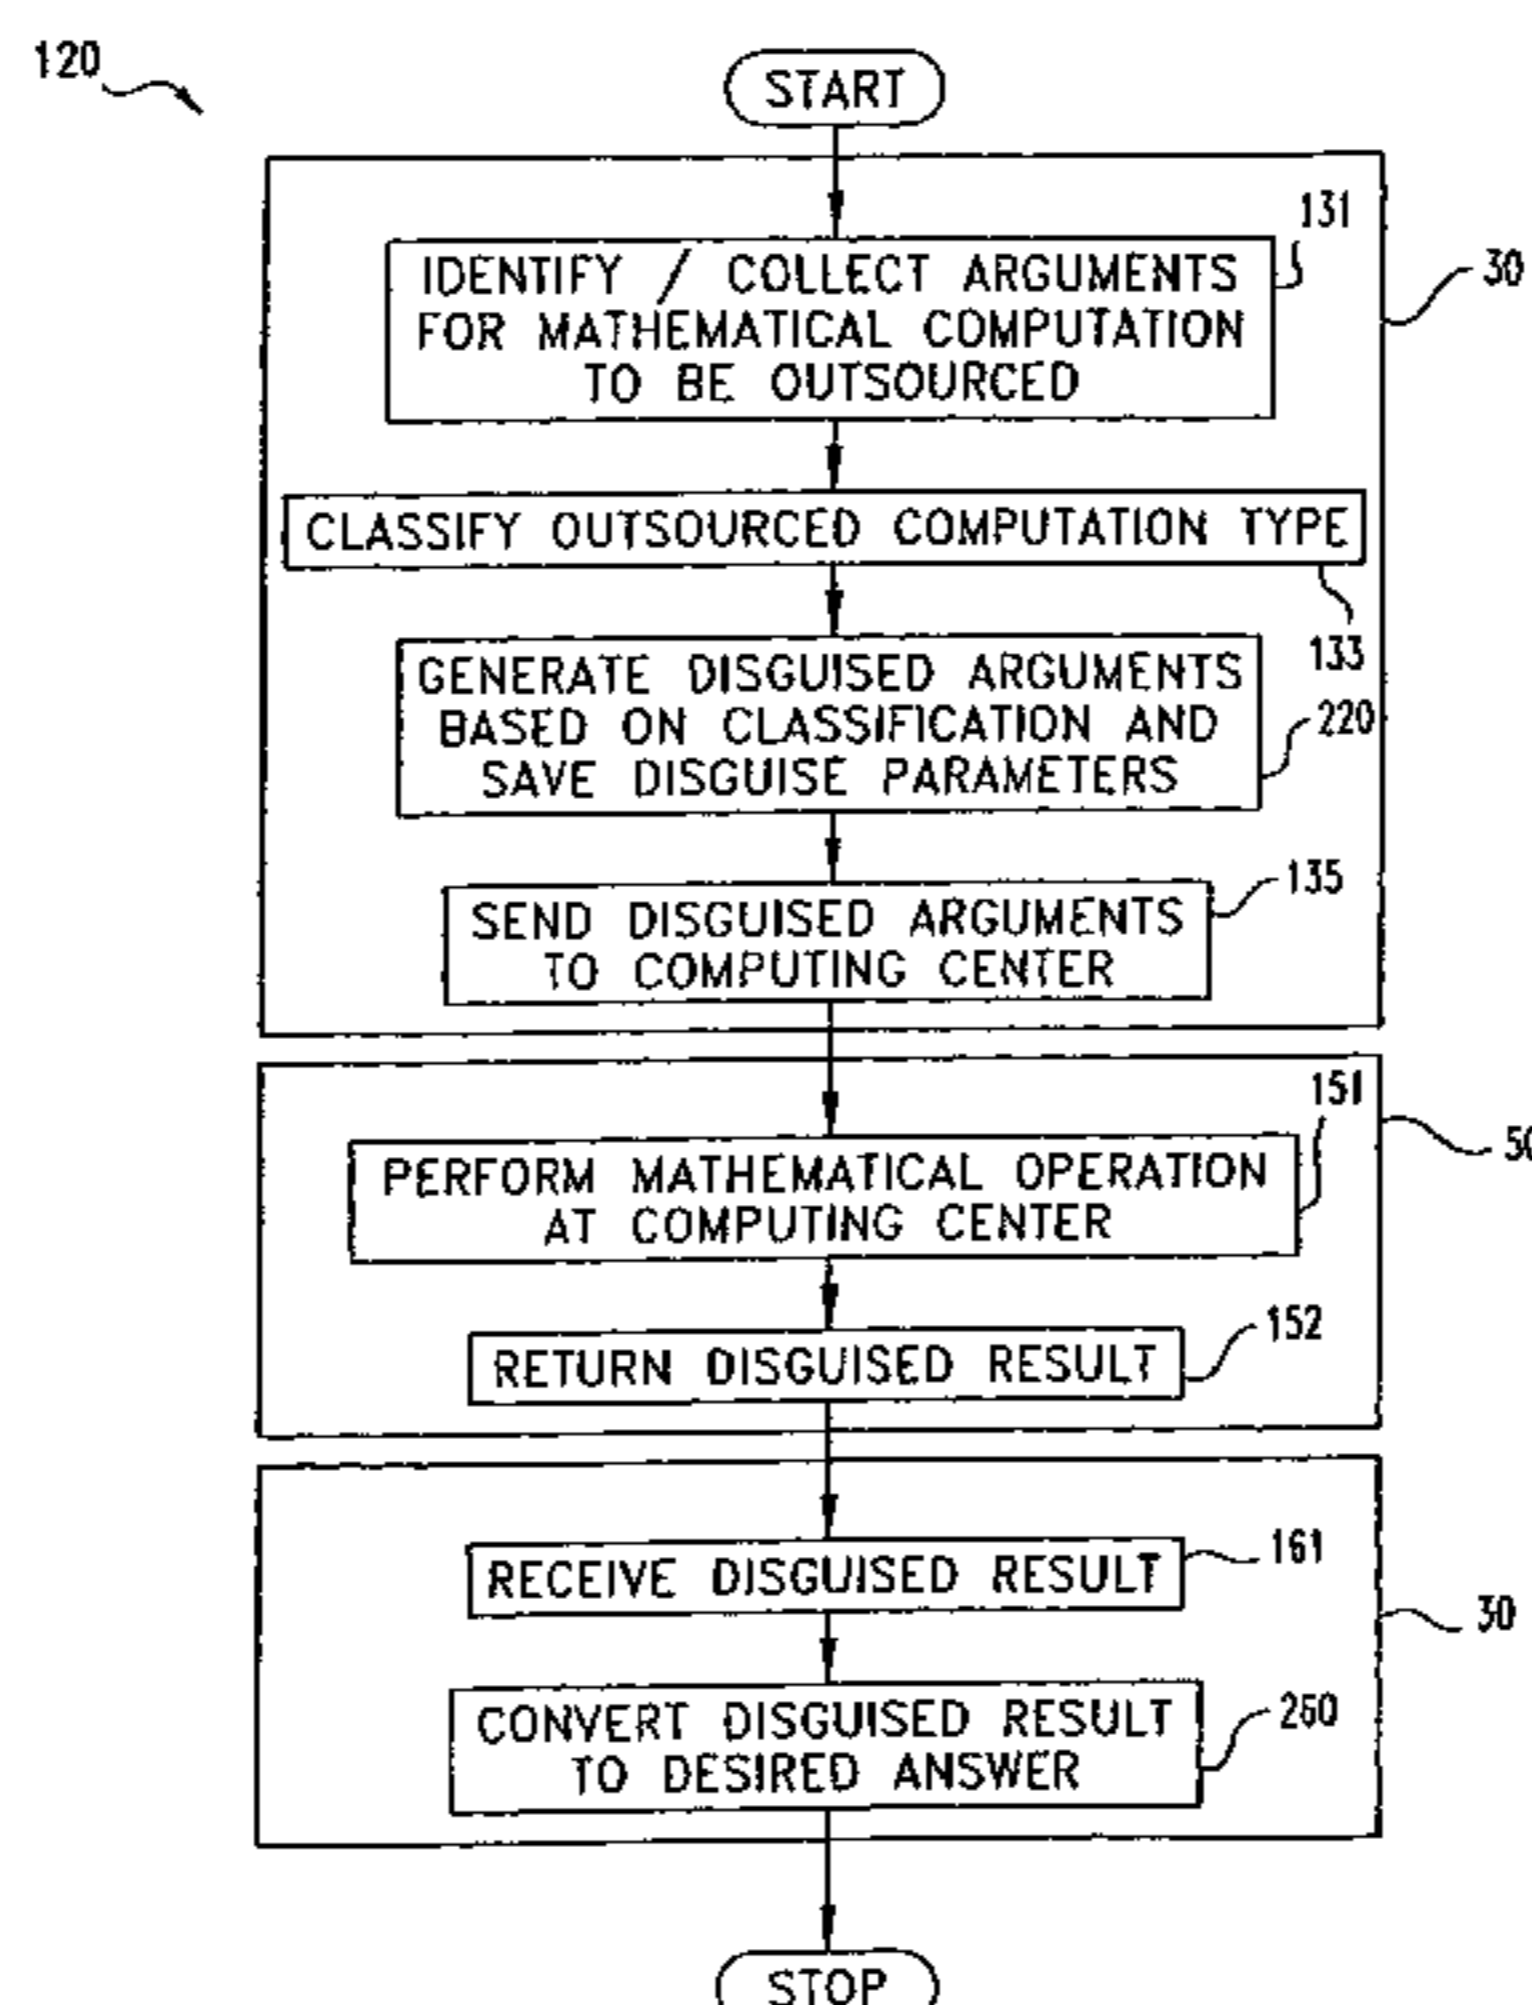 120
START
131
30
IDENTIFY / COLLECT ARGUMENTS
FOR MATHEMATICAL COMPUTATION
TO BE OUTSOURCED
CLASSIFY OUTSOURCED COMPUTATION TYPE
133
GENERATE DISGUISED ARGUMENTS
BASED ON CLASSIFICATION AND
SAVE DISGUISE PARAMETERS
220
135
SEND DISGUISED ARGUMENTS
TO COMPUTING CENTER
151
50
PERFORM MATHEMATICAL OPERATION
AT COMPUTING CENTER
152
RETURN DISGUISED RESULT
161
RECEIVE DISGUISED RESULT
30
CONVERT DISGUISED RESULT
TO DESIRED ANSWER
260
STOP